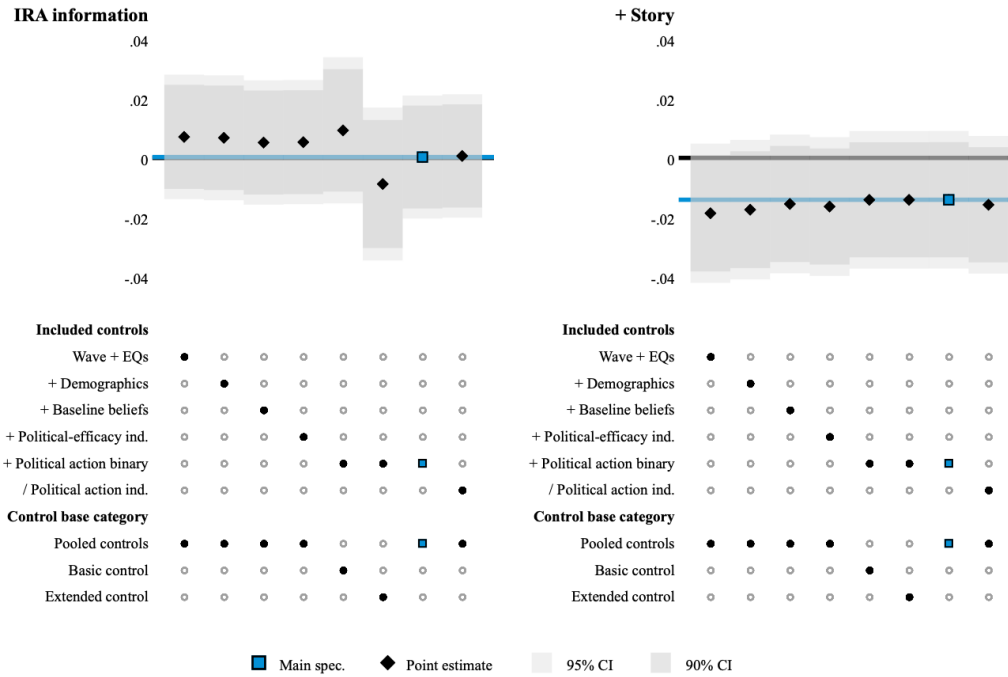 IRA information
.04
.02
0
-.02
-.04
Included controls
Wave + EQs
+ Demographics
+ Baseline beliefs
+ Political-efficacy ind.
+ Political action binary
/ Political action ind.
Control base category
Pooled controls
Basic control
Extended control
+ Story
.04
.02
0
-.02
-.04
Included controls
Wave + EQs
+ Demographics
+ Baseline beliefs
+ Political-efficacy ind.
+ Political action binary
/ Political action ind.
Control base category
Pooled controls
Basic control
Extended control
Main spec. Point estimate 95% CI 90% CI